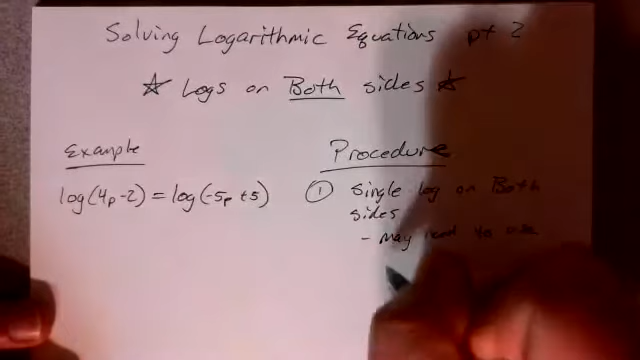 Solving Logarithmic Equations pt 2
☆ Logs on Both sides ☆
Example
log(4p-2) = log(-5p+5)
Procedure
① single log on Both
sides
- may need to use